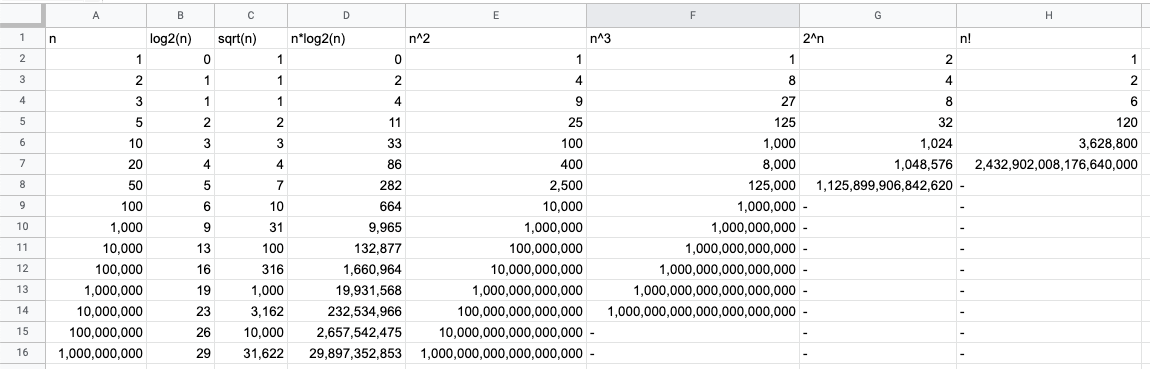 A B C D E F G H
1 n log2(n) sqrt(n) n*log2(n) n^2 n^3 2^n n!
2 1 0 1 0 1 1 2 1
3 2 1 1 2 4 8 4 2
4 3 1 1 4 9 27 8 6
5 5 2 2 11 25 125 32 120
6 10 3 3 33 100 1,000 1,024 3,628,800
7 20 4 4 86 400 8,000 1,048,576 2,432,902,008,176,640,000
8 50 5 7 282 2,500 125,000 1,125,899,906,842,620 -
9 100 6 10 664 10,000 1,000,000 - -
10 1,000 9 31 9,965 1,000,000 1,000,000,000 - -
11 10,000 13 100 132,877 100,000,000 1,000,000,000,000 - -
12 100,000 16 316 1,660,964 10,000,000,000 1,000,000,000,000,000 - -
13 1,000,000 19 1,000 19,931,568 1,000,000,000,000 1,000,000,000,000,000,000 - -
14 10,000,000 23 3,162 232,534,966 100,000,000,000,000 1,000,000,000,000,000,000,000 - -
15 100,000,000 26 10,000 2,657,542,475 10,000,000,000,000,000 - - -
16 1,000,000,000 29 31,622 29,897,352,853 1,000,000,000,000,000,000 - - -